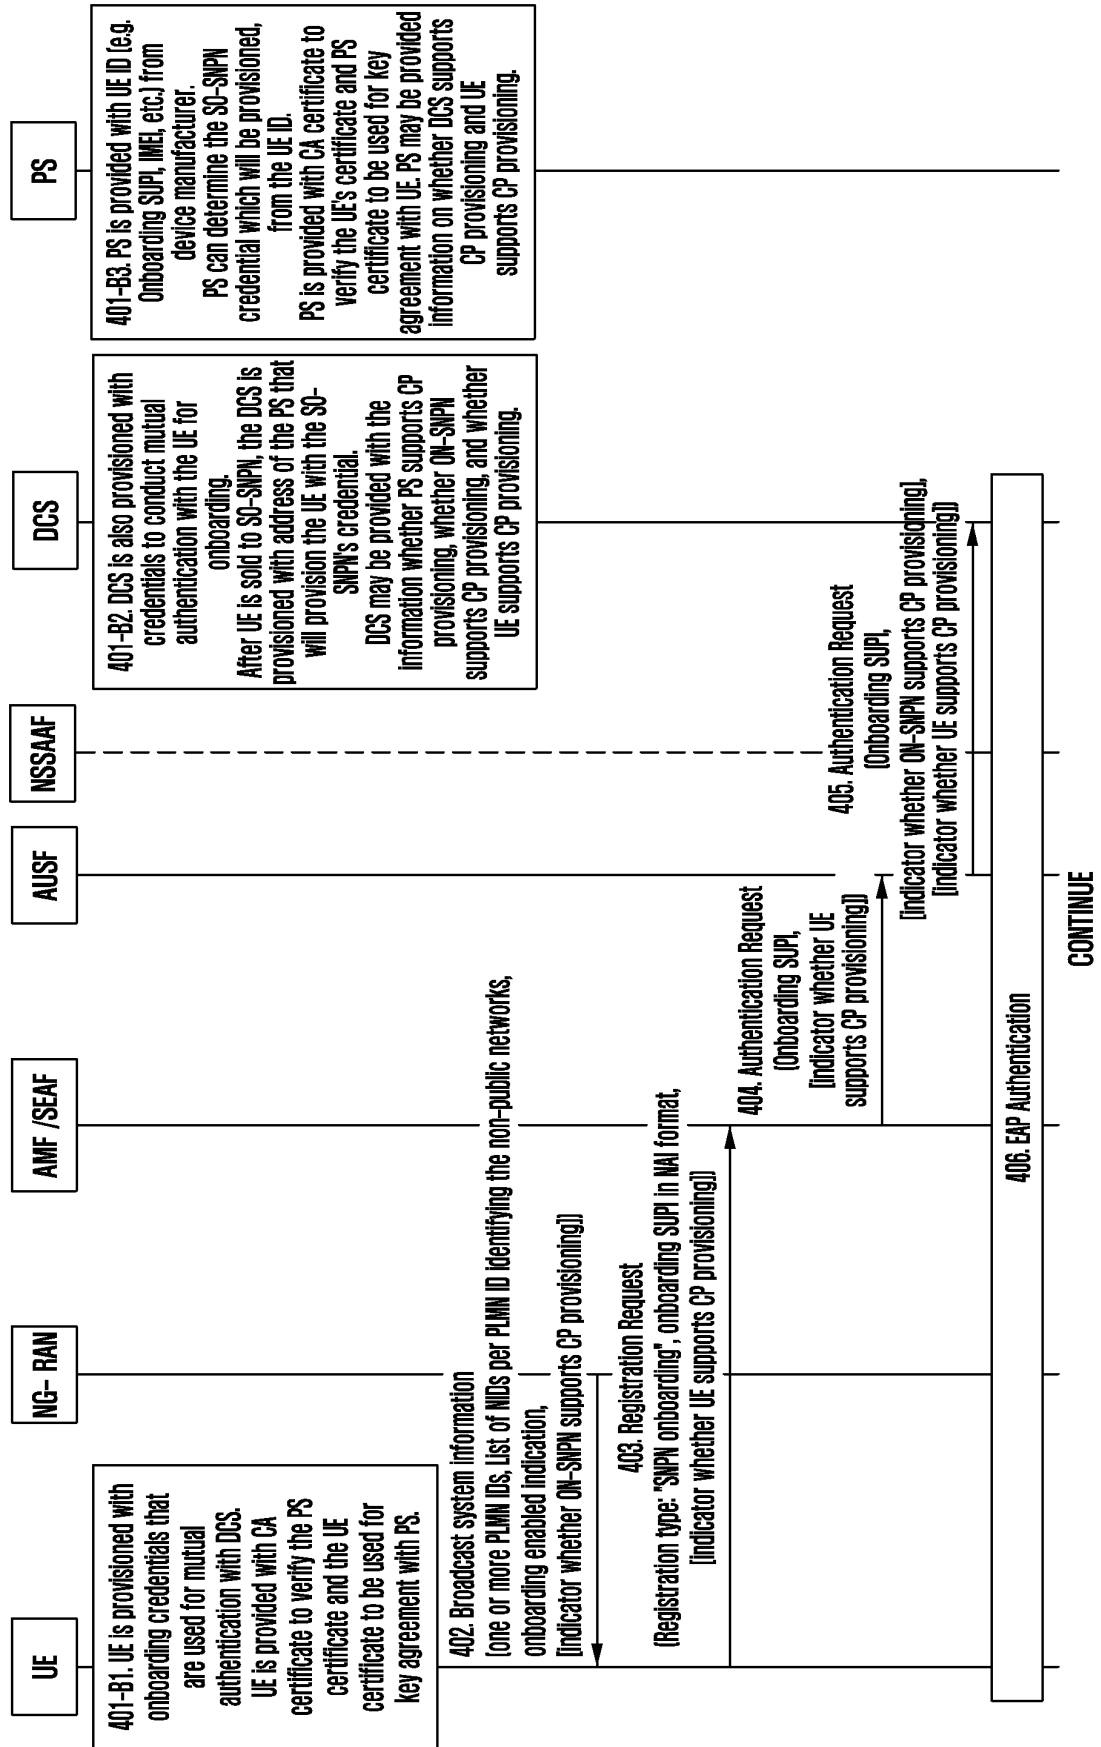 UE
NG- RAN
AMF /SEAF
AUSF
NSSAAF
DCS
PS
401-B1. UE is provisioned with
onboarding credentials that
are used for mutual
authentication with DCS.
UE is provided with CA
certificate to verify the PS
certificate and the UE
certificate to be used for
key agreement with PS.
401-B2. DCS is also provisioned with
credentials to conduct mutual
authentication with the UE for
onboarding.
After UE is sold to SO-SNPN, the DCS is
provisioned with address of the PS that
will provision the UE with the SO-
SNPN's credential.
DCS may be provided with the
information whether PS supports CP
provisioning, whether ON-SNPN
supports CP provisioning, and whether
UE supports CP provisioning.
401-B3. PS is provided with UE ID (e.g.
Onboarding SUPI, IMEI, etc.) from
device manufacturer.
PS can determine the SO-SNPN
credential which will be provisioned,
from the UE ID.
PS is provided with CA certificate to
verify the UE's certificate and PS
certificate to be used for key
agreement with UE. PS may be provided
information on whether DCS supports
CP provisioning and UE
supports CP provisioning.
402. Broadcast system information
(one or more PLMN IDs, List of NIDs per PLMN ID identifying the non-public networks,
onboarding enabled indication,
[indicator whether ON-SNPN supports CP provisioning])
403. Registration Request
(Registration type: "SNPN onboarding", onboarding SUPI in NAI format,
[indicator whether UE supports CP provisioning])
404. Authentication Request
(Onboarding SUPI,
[indicator whether UE
supports CP provisioning])
405. Authentication Request
(Onboarding SUPI,
[indicator whether ON-SNPN supports CP provisioning],
[indicator whether UE supports CP provisioning])
406. EAP Authentication
CONTINUE